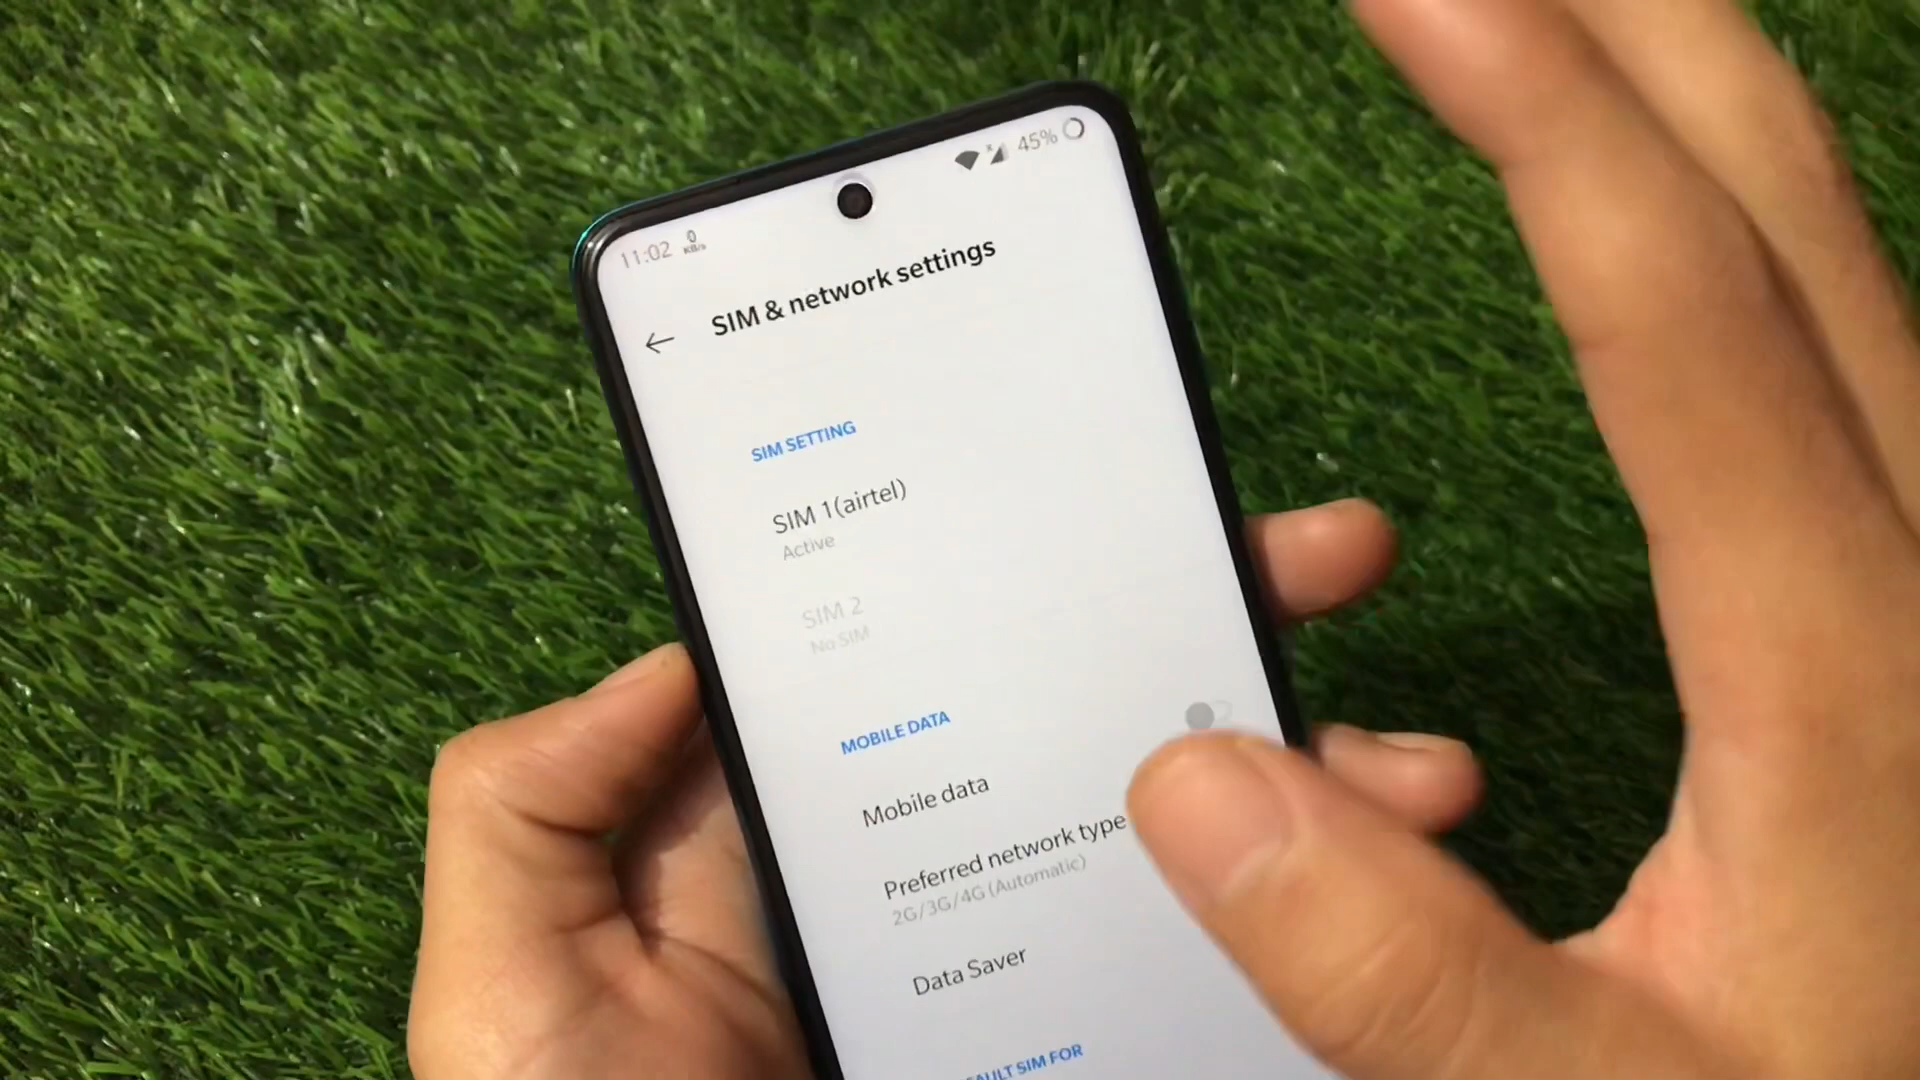 11:02 0 KB/s
x 45%
SIM & network settings
SIM SETTING
SIM 1(airtel)
Active
SIM 2
No SIM
MOBILE DATA
Mobile data
Preferred network type
2G/3G/4G (Automatic)
Data Saver
SIM FOR